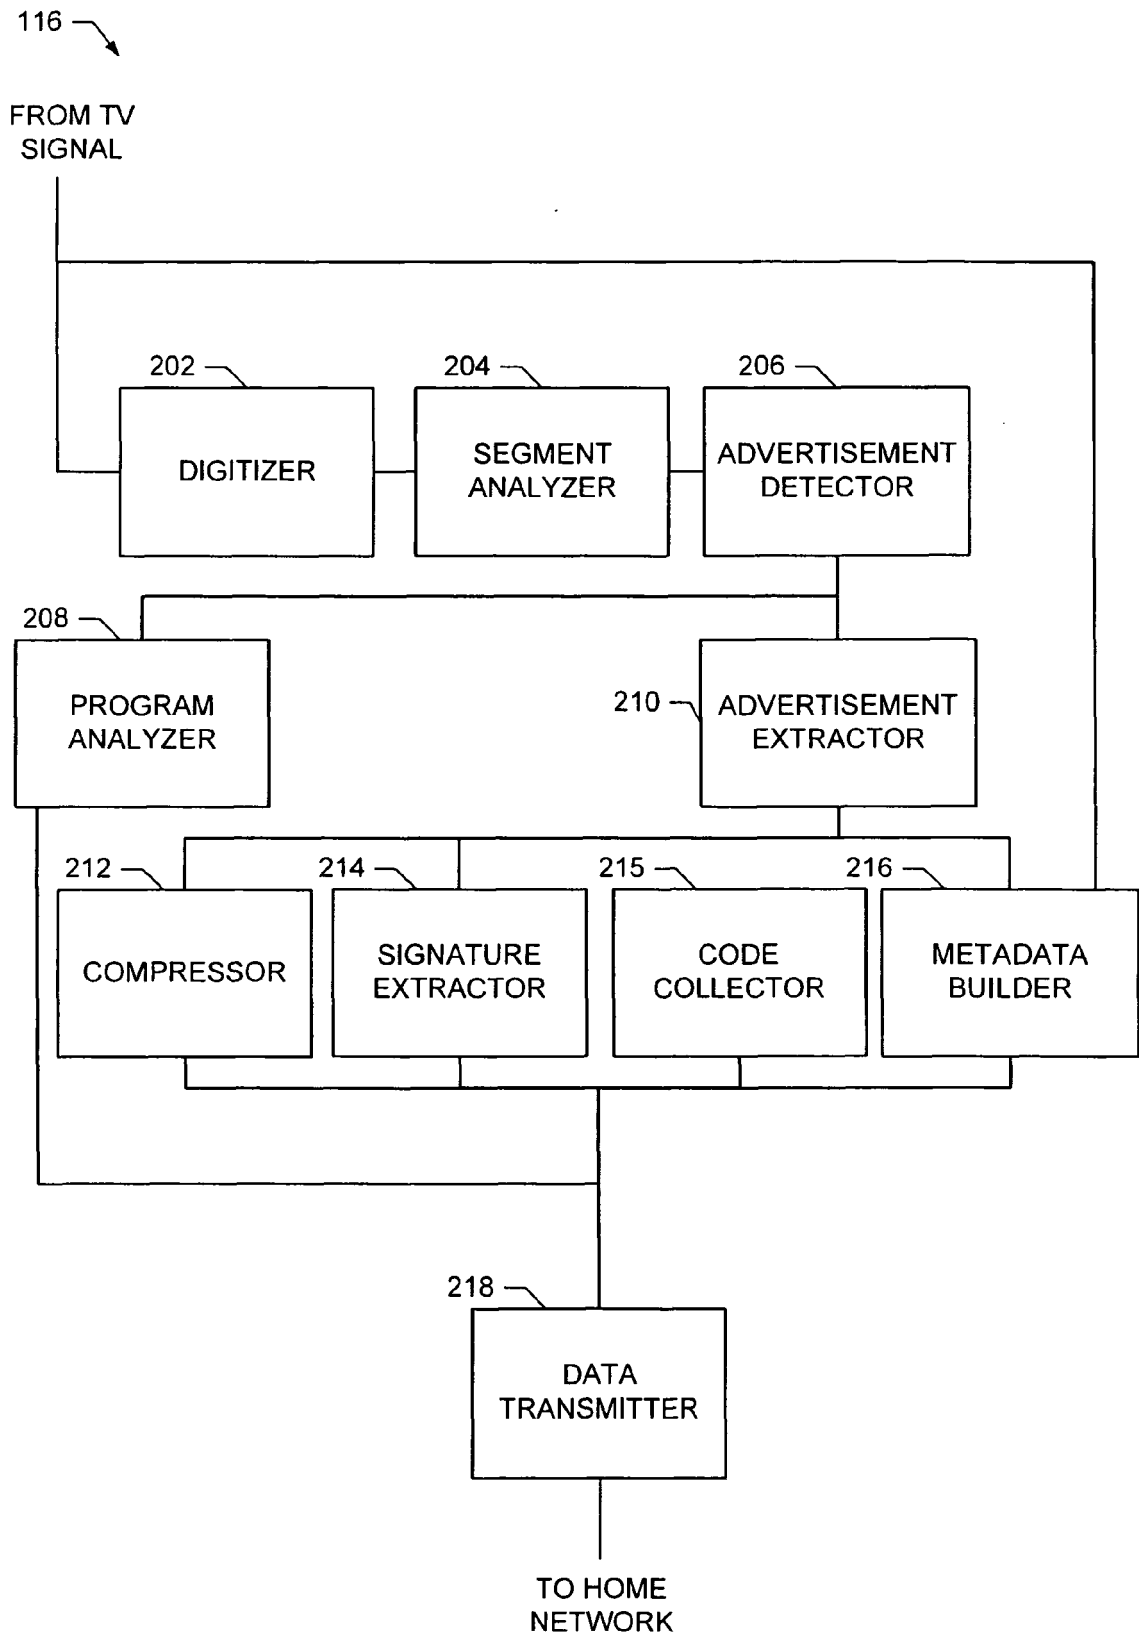 116
FROM TV
SIGNAL
202
204
206
DIGITIZER
SEGMENT
ANALYZER
ADVERTISEMENT
DETECTOR
208
PROGRAM
ANALYZER
210
ADVERTISEMENT
EXTRACTOR
212
214
215
216
COMPRESSOR
SIGNATURE
EXTRACTOR
CODE
COLLECTOR
METADATA
BUILDER
218
DATA
TRANSMITTER
TO HOME
NETWORK